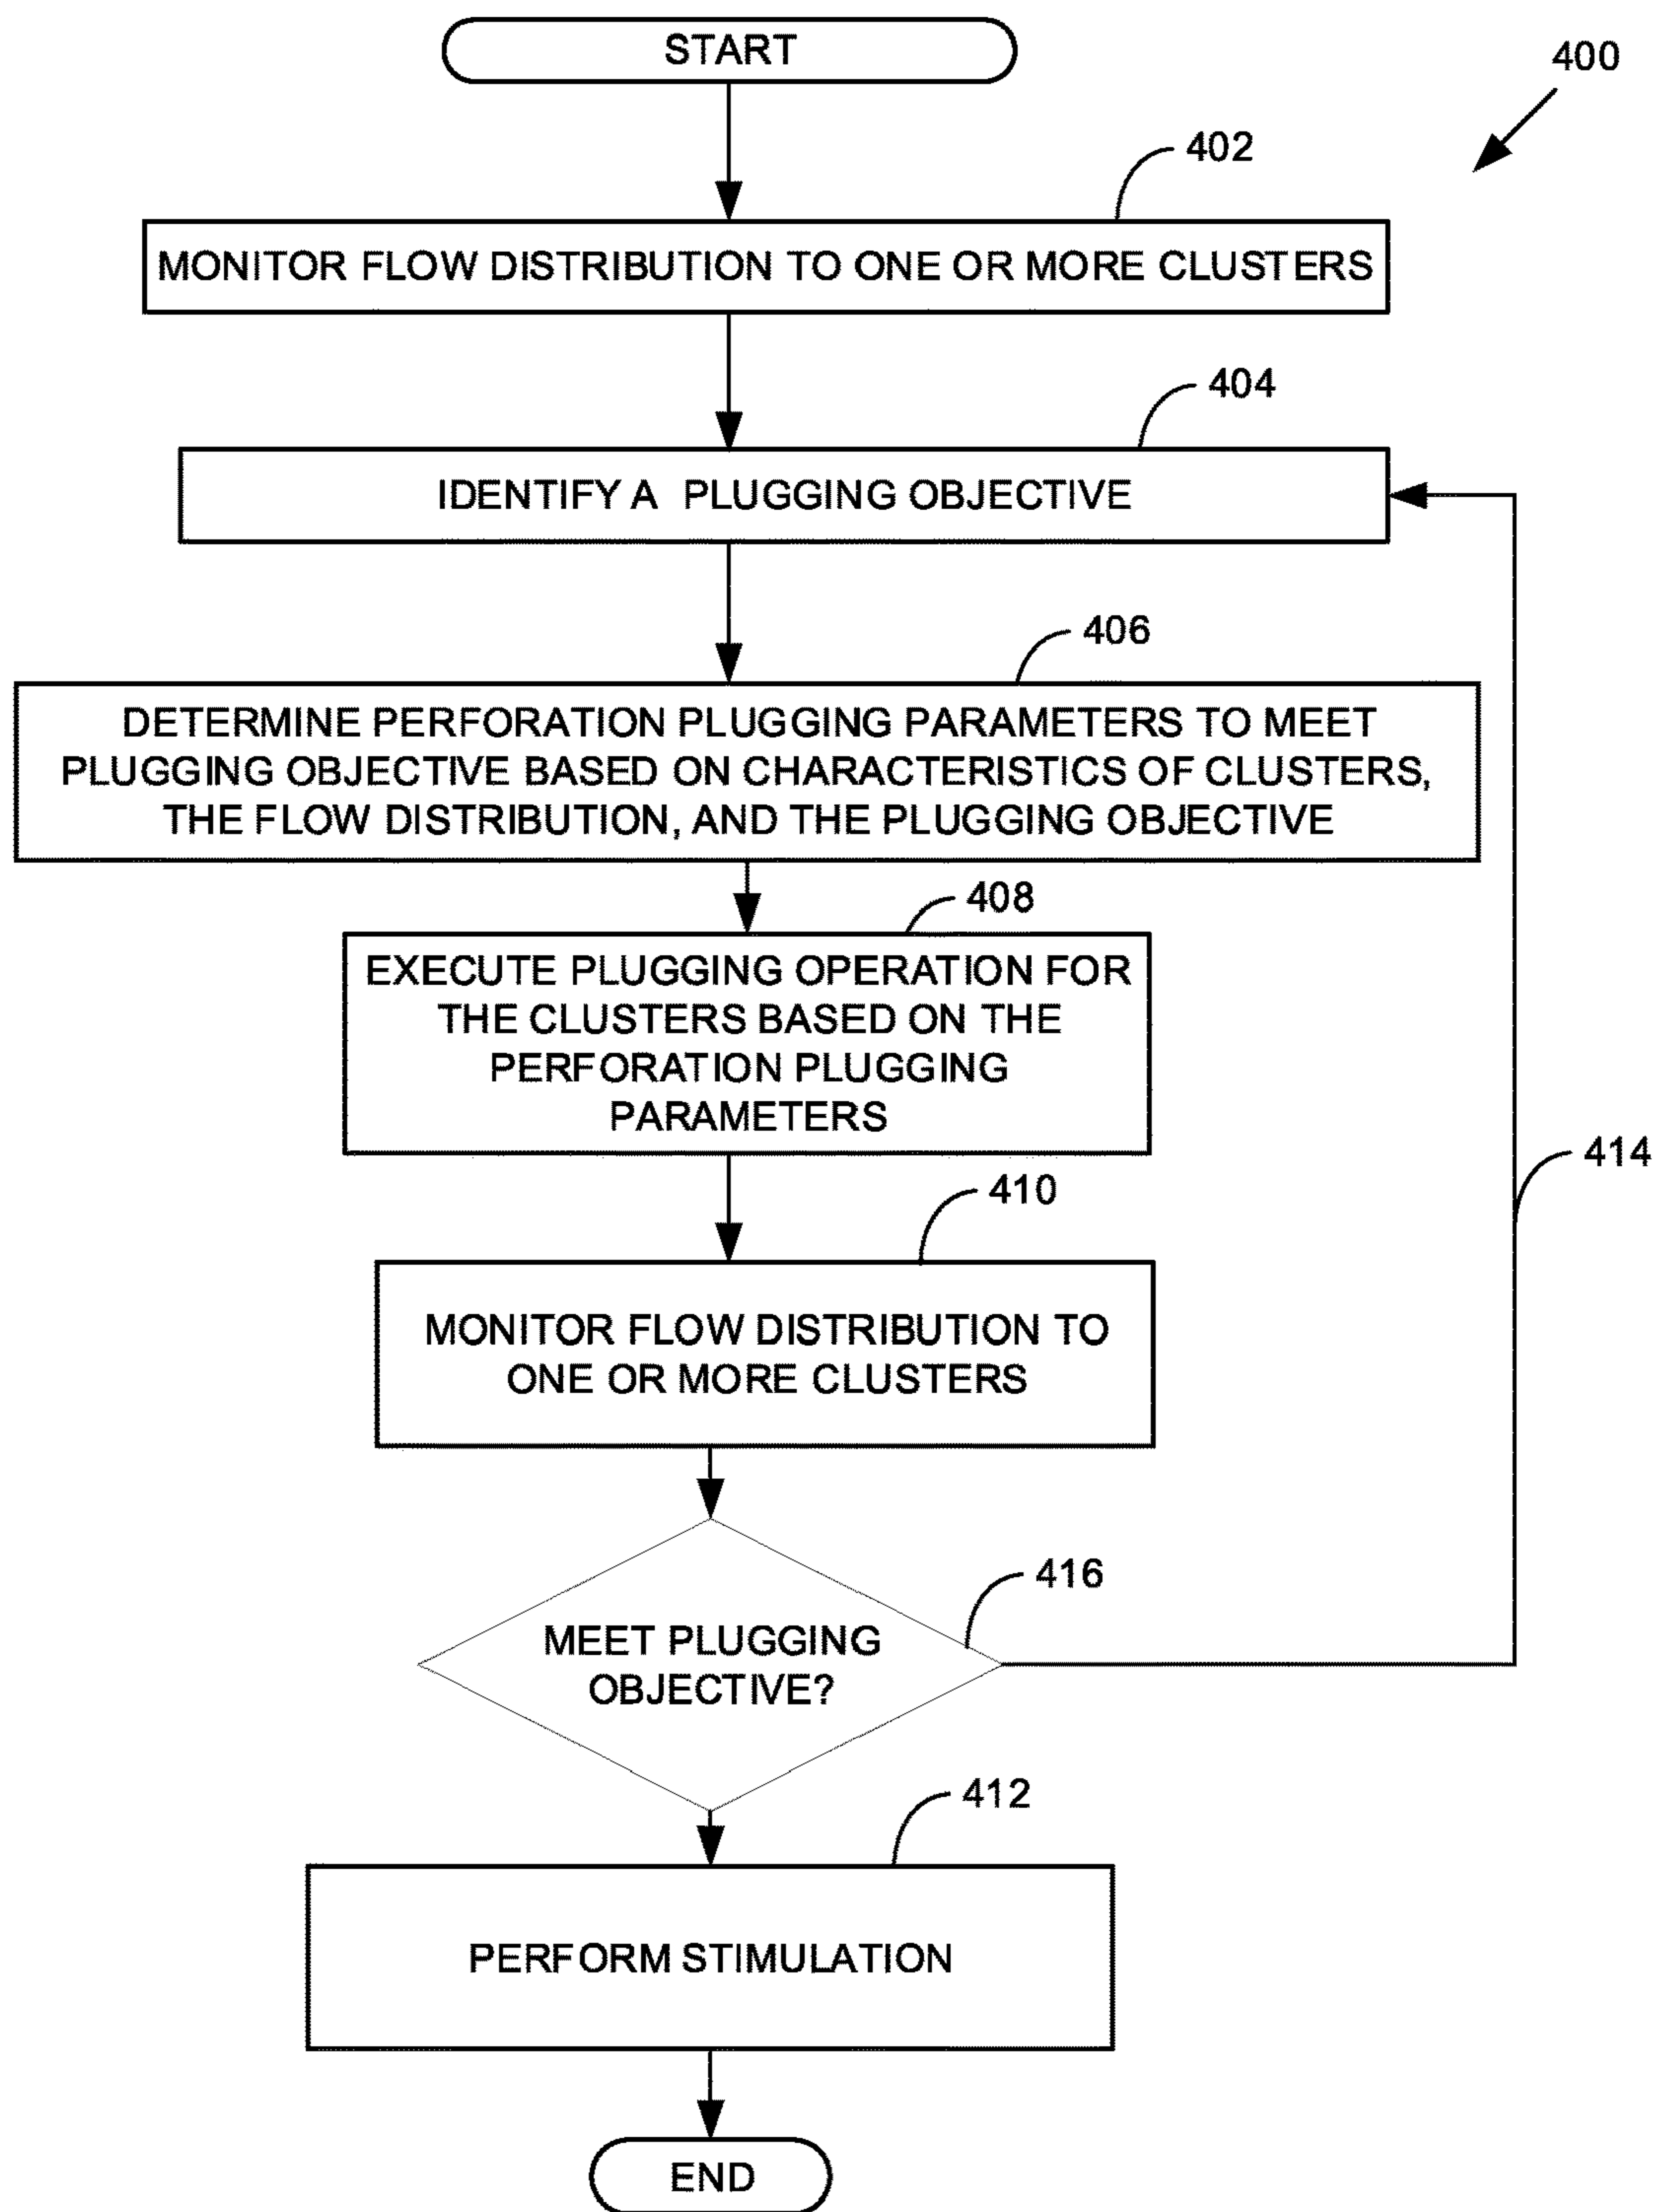 START
400
402
MONITOR FLOW DISTRIBUTION TO ONE OR MORE CLUSTERS
404
IDENTIFY A PLUGGING OBJECTIVE
406
DETERMINE PERFORATION PLUGGING PARAMETERS TO MEET
PLUGGING OBJECTIVE BASED ON CHARACTERISTICS OF CLUSTERS,
THE FLOW DISTRIBUTION, AND THE PLUGGING OBJECTIVE
408
EXECUTE PLUGGING OPERATION FOR
THE CLUSTERS BASED ON THE
PERFORATION PLUGGING
PARAMETERS
414
410
MONITOR FLOW DISTRIBUTION TO
ONE OR MORE CLUSTERS
416
MEET PLUGGING
OBJECTIVE?
412
PERFORM STIMULATION
END